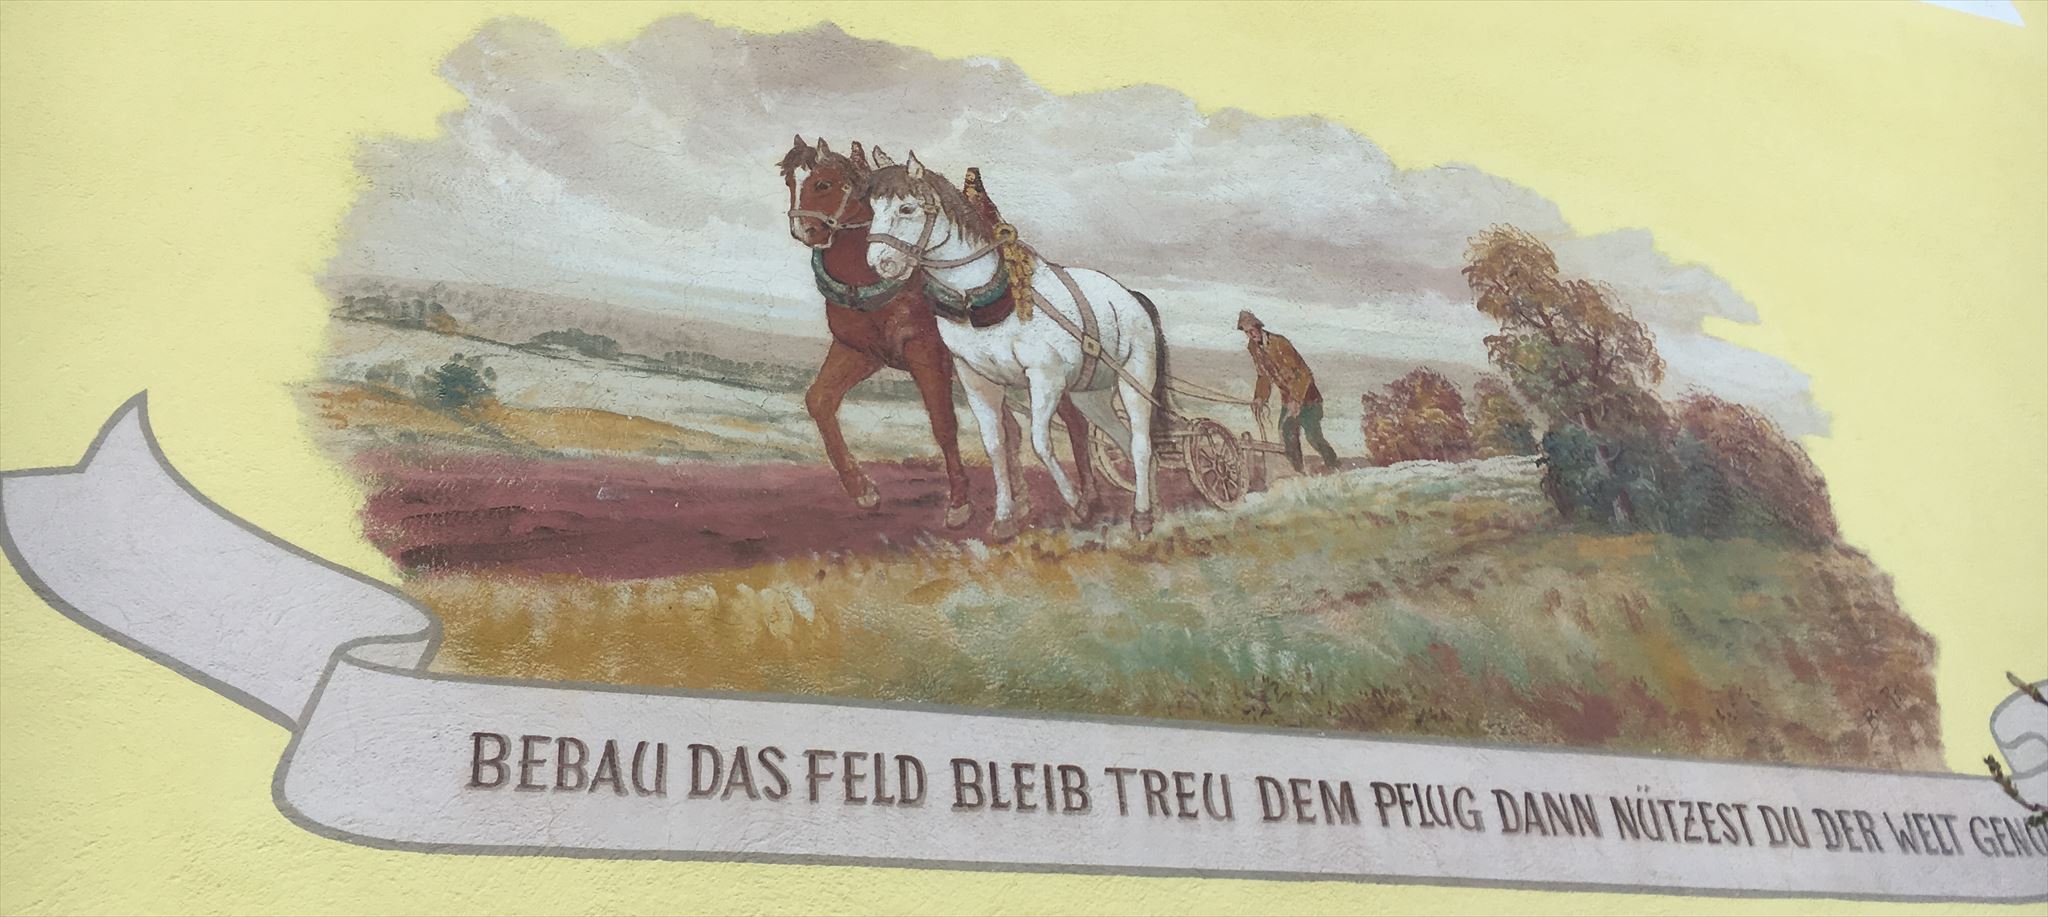 BEBAU DAS FELD BLEIB TREU DEM PFLUG DANN NÜTZEST DU DER WELT